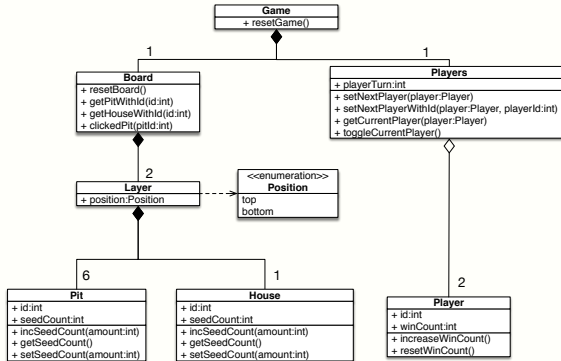 Game
+ resetGame()
1
1
Board
+ resetBoard()
+ getPitWithId(id:int)
+ getHouseWithId(id:int)
+ clickedPit(pitId:int)
Players
+ playerTurn:int
+ setNextPlayer(player:Player)
+ setNextPlayerWithId(player:Player, playerId:int)
+ getCurrentPlayer(player:Player)
+ toggleCurrentPlayer()
2
Layer
+ position:Position
<<enumeration>>
Position
top
bottom
6
1
2
Pit
+ id:int
+ seedCount:int
+ incSeedCount(amount:int)
+ getSeedCount()
+ setSeedCount(amount:int)
House
+ id:int
+ seedCount:int
+ incSeedCount(amount:int)
+ getSeedCount()
+ setSeedCount(amount:int)
Player
+ id:int
+ winCount:int
+ increaseWinCount()
+ resetWinCount()